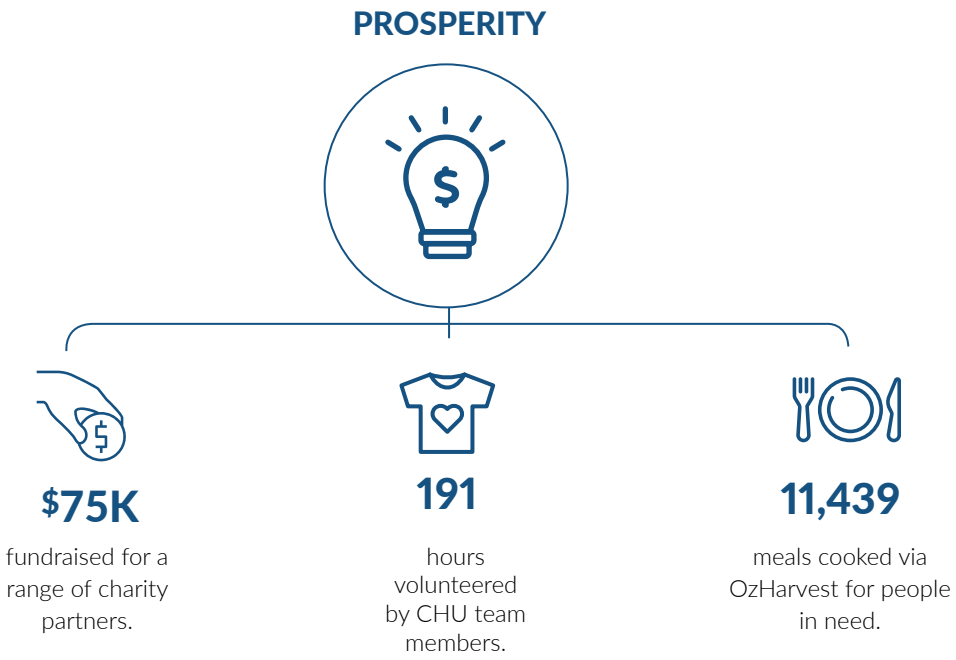 PROSPERITY
$
$
$75K
fundraised for a
range of charity
partners.
191
hours
volunteered
by CHU team
members.
11,439
meals cooked via
OzHarvest for people
in need.